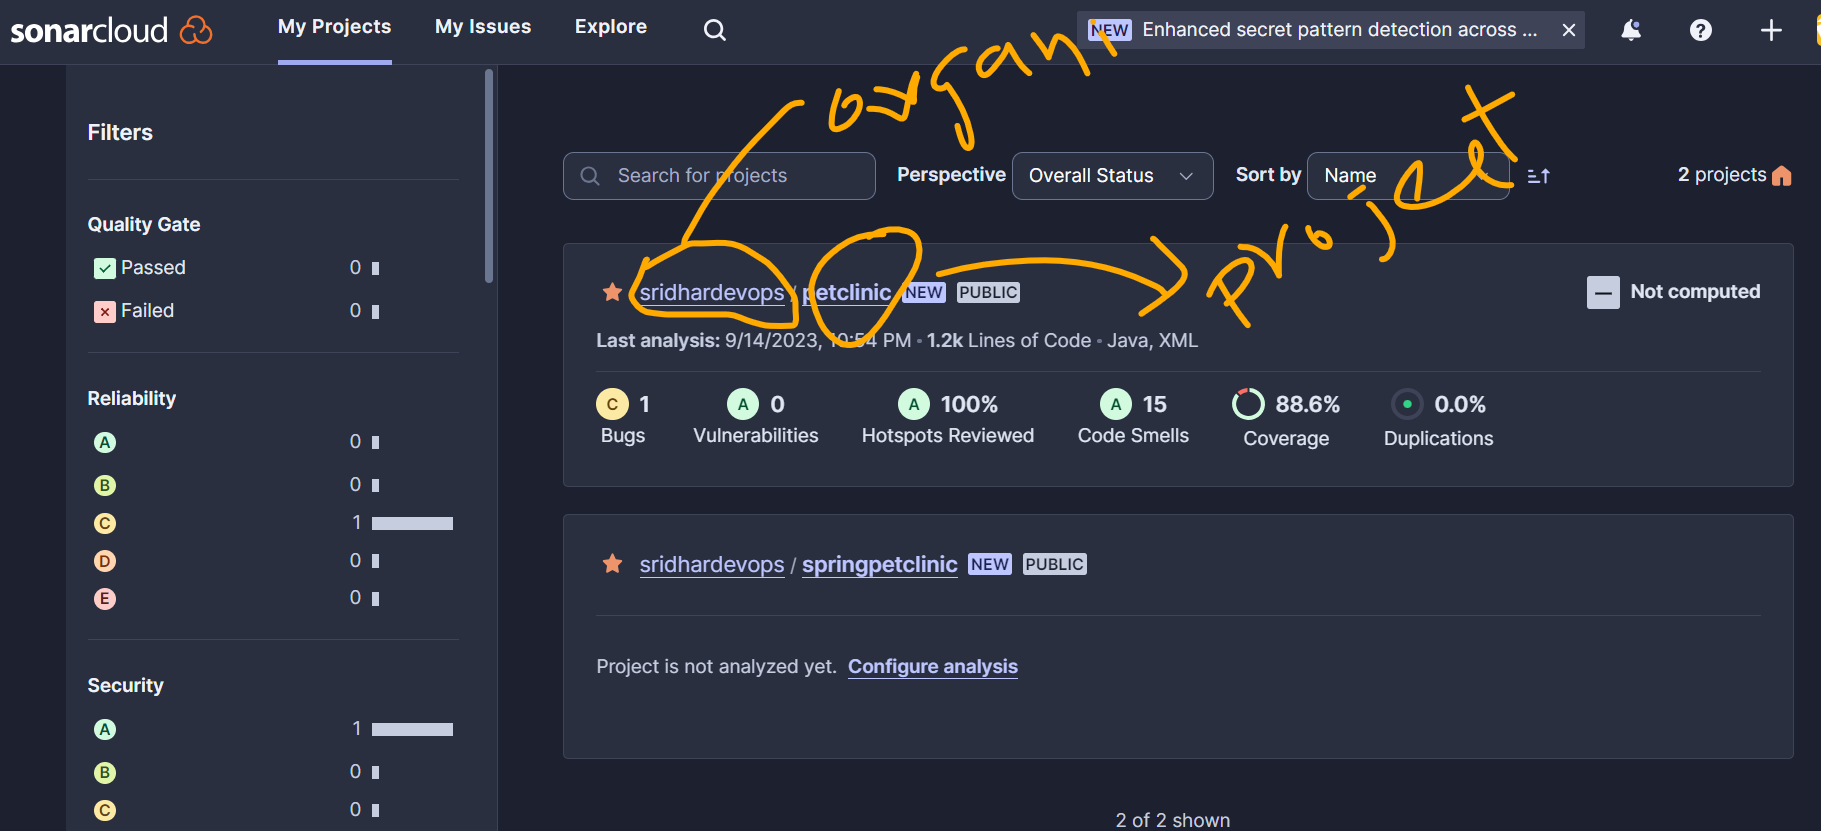 sonarcloud My Projects My Issues Explore NEW Enhanced secret pattern detection across ...
organi
project
Filters
Quality Gate
Passed 0
Failed 0
Reliability
A 0
B 0
C 1
D 0
E 0
Security
A 1
B 0
C 0
Search for projects Perspective Overall Status Sort by Name 2 projects
sridhardevops / petclinic NEW PUBLIC Not computed
Last analysis: 9/14/2023, 10:54 PM • 1.2k Lines of Code • Java, XML
C 1 A 0 A 100% A 15 88.6% 0.0%
Bugs Vulnerabilities Hotspots Reviewed Code Smells Coverage Duplications
sridhardevops / springpetclinic NEW PUBLIC
Project is not analyzed yet. Configure analysis
2 of 2 shown